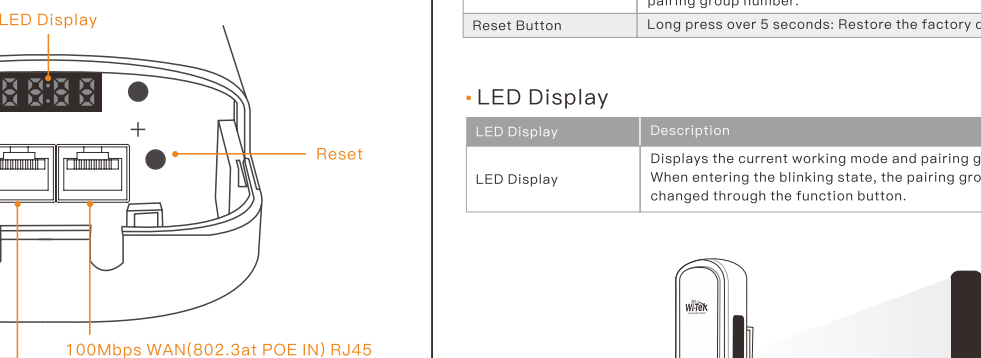 LED Display
Reset
100Mbps WAN(802.3at POE IN) RJ45
pairing group number.
Reset Button
Long press over 5 seconds: Restore the factory
• LED Display
LED Display
Description
LED Display
Displays the current working mode and pairing
When entering the blinking state, the pairing
changed through the function button.
Wi-Tek